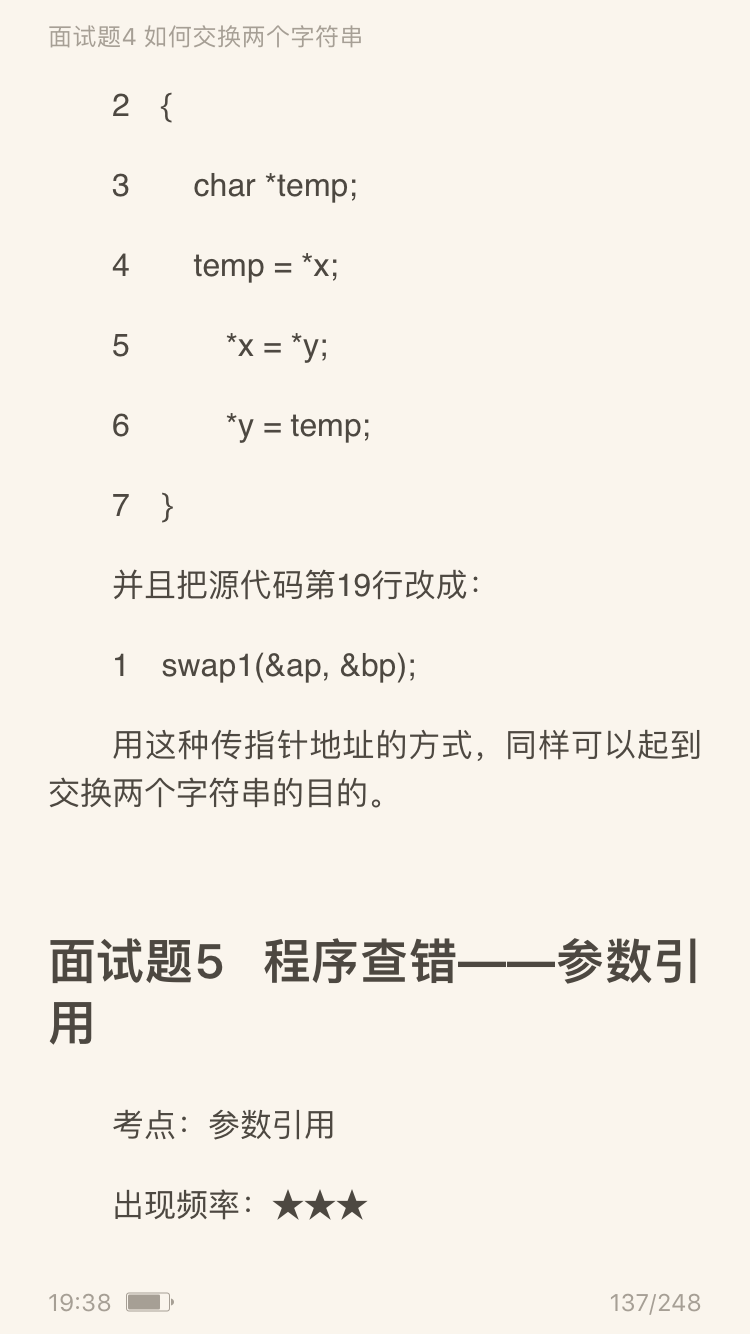 面试题4 如何交换两个字符串
2 {
3 char *temp;
4 temp = *x;
5 *x = *y;
6 *y = temp;
7 }
并且把源代码第19行改成：
1 swap1(&ap, &bp);
用这种传指针地址的方式，同样可以起到
交换两个字符串的目的。
面试题5 程序查错——参数引
用
考点：参数引用
出现频率：★★★
19:38 137/248